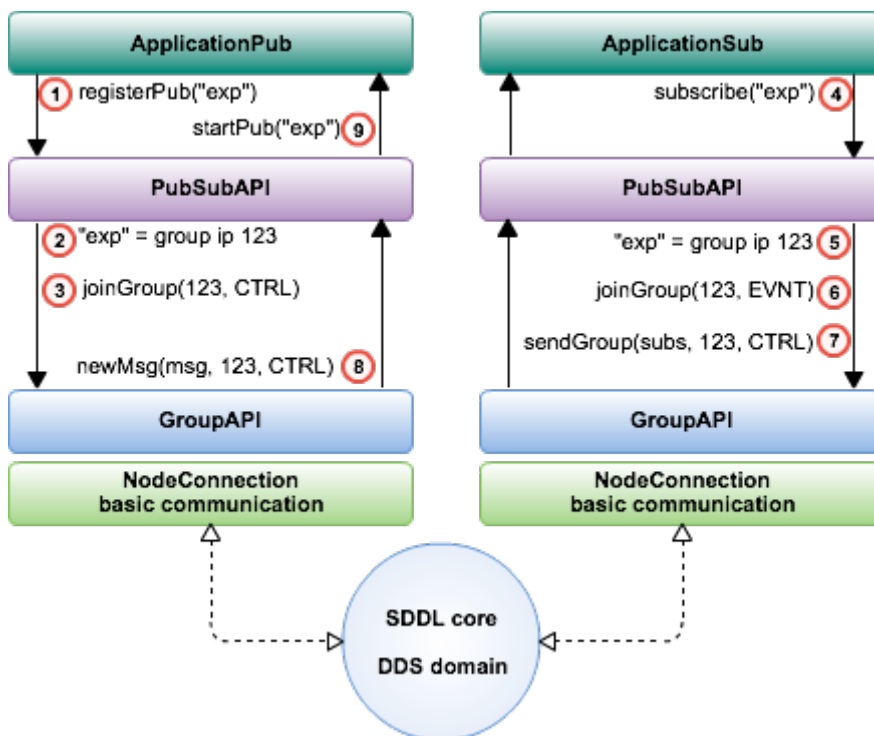 ApplicationPub
1 registerPub("exp")
startPub("exp") 9
PubSubAPI
2 "exp" = group ip 123
3 joinGroup(123, CTRL)
newMsg(msg, 123, CTRL) 8
GroupAPI
NodeConnection
basic communication
ApplicationSub
subscribe("exp") 4
PubSubAPI
"exp" = group ip 123 5
joinGroup(123, EVNT) 6
sendGroup(subs, 123, CTRL) 7
GroupAPI
NodeConnection
basic communication
SDDL core
DDS domain